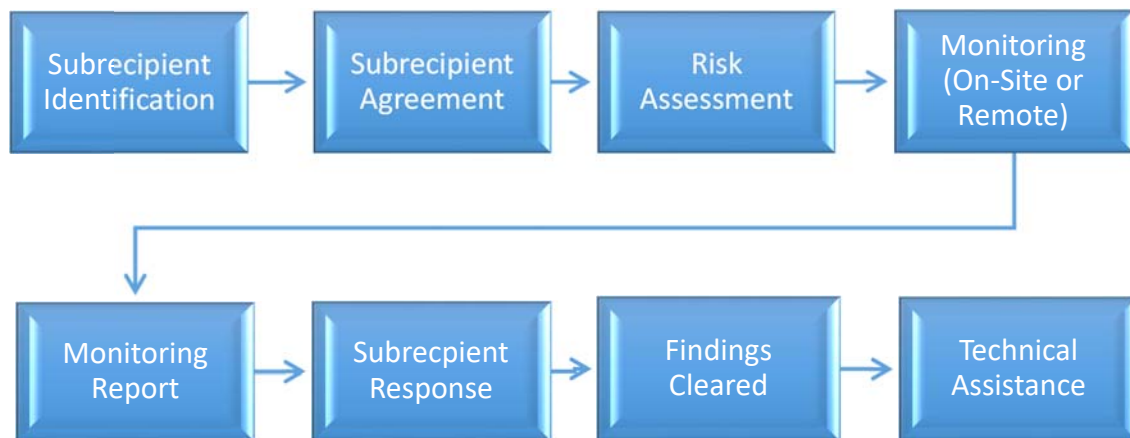 Subrecipient
Identification
Subrecipient
Agreement
Risk
Assessment
Monitoring
(On-Site or
Remote)
Monitoring
Report
Subrecpient
Response
Findings
Cleared
Technical
Assistance